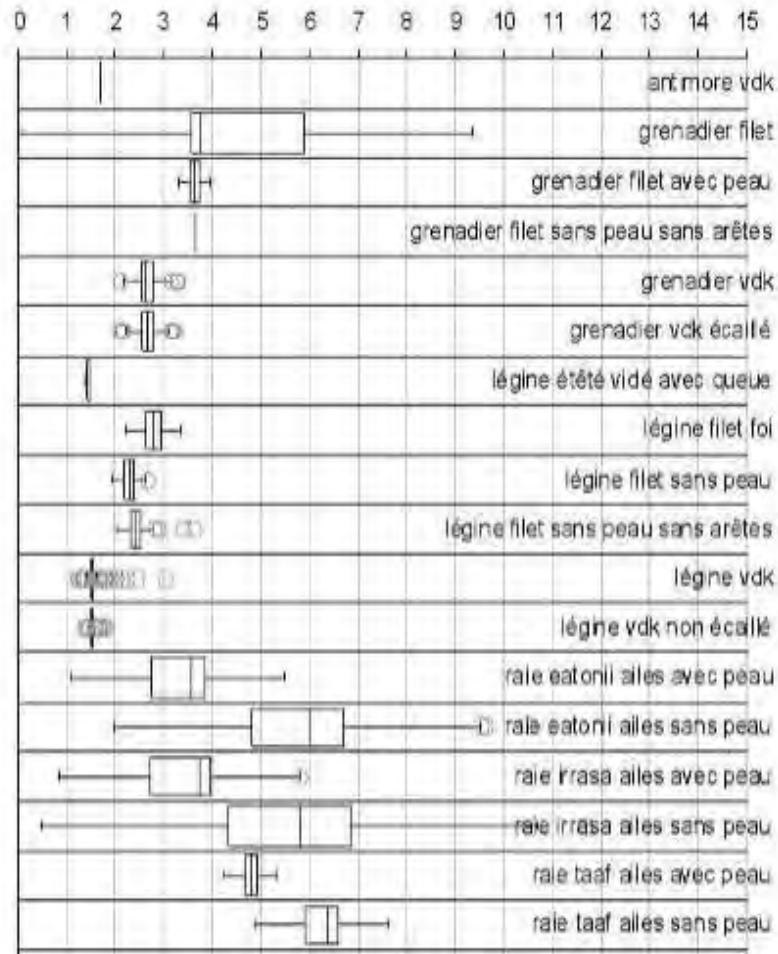 0 1 2 3 4 5 6 7 8 9 10 11 12 13 14 15
antimore vdk
grenadier filet
grenadier filet avec peau
grenadier filet sans peau sans arêtes
grenadier vdk
grenadier vdk écaillé
légine étêté vidé avec queue
légine filet foi
légine filet sans peau
légine filet sans peau sans arêtes
légine vdk
légine vdk non écaillé
raie eatonii ailes avec peau
raie eatonii ailes sans peau
raie irrasa ailes avec peau
raie irrasa ailes sans peau
raie taaf ailes avec peau
raie taaf ailes sans peau